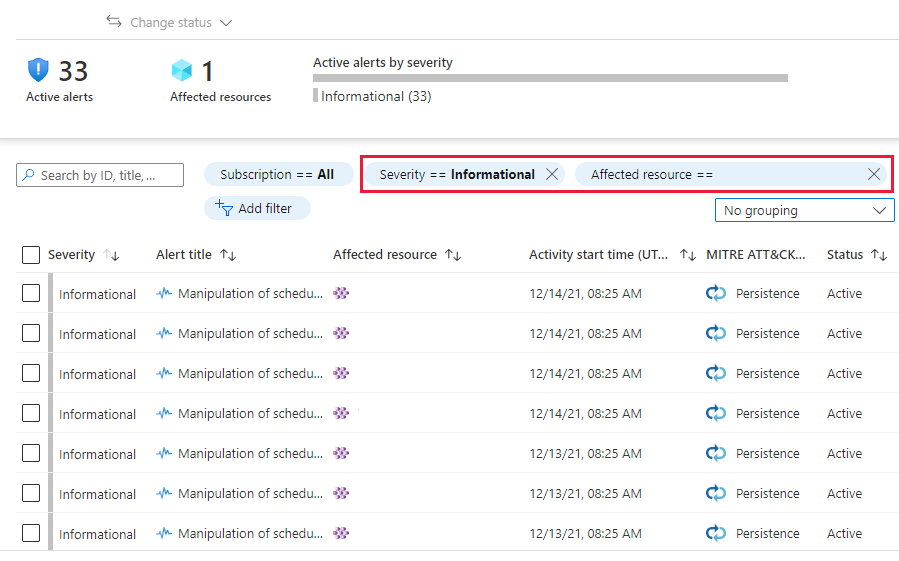 Change status
33
Active alerts
1
Affected resources
Active alerts by severity
Informational (33)
Search by ID, title, ...
Subscription == All
Severity == Informational
Affected resource ==
Add filter
No grouping
Severity Alert title Affected resource Activity start time (UT... MITRE ATT&CK... Status
Informational Manipulation of schedu... 12/14/21, 08:25 AM Persistence Active
Informational Manipulation of schedu... 12/14/21, 08:25 AM Persistence Active
Informational Manipulation of schedu... 12/14/21, 08:25 AM Persistence Active
Informational Manipulation of schedu... 12/14/21, 08:25 AM Persistence Active
Informational Manipulation of schedu... 12/13/21, 08:25 AM Persistence Active
Informational Manipulation of schedu... 12/13/21, 08:25 AM Persistence Active
Informational Manipulation of schedu... 12/13/21, 08:25 AM Persistence Active